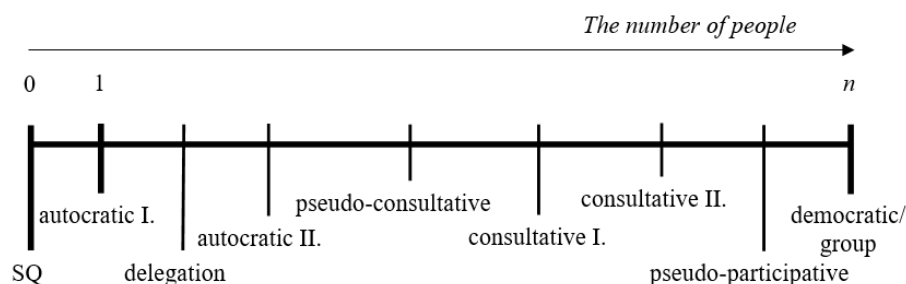 The number of people
0 1 n
pseudo-consultative consultative II.
autocratic I. democratic/
autocratic II. consultative I. group
SQ delegation pseudo-participative